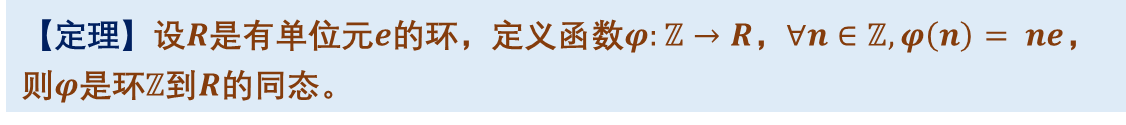 【定理】设R是有单位元e的环，定义函数φ: ℤ → R，∀n ∈ ℤ, φ(n) = ne，
则φ是环ℤ到R的同态。